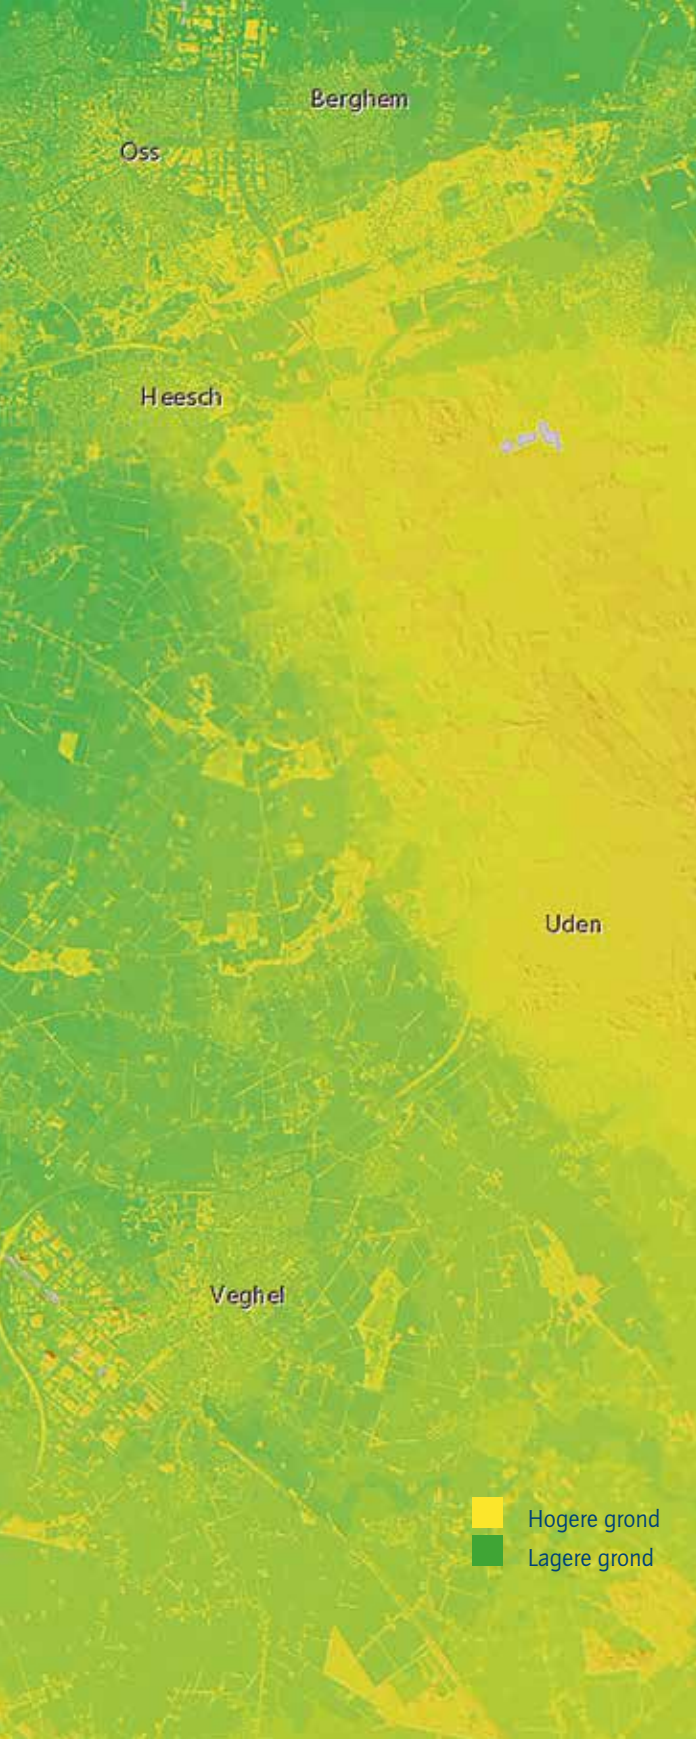 Berghem
Oss
Heesch
Uden
Veghel
Hogere grond
Lagere grond